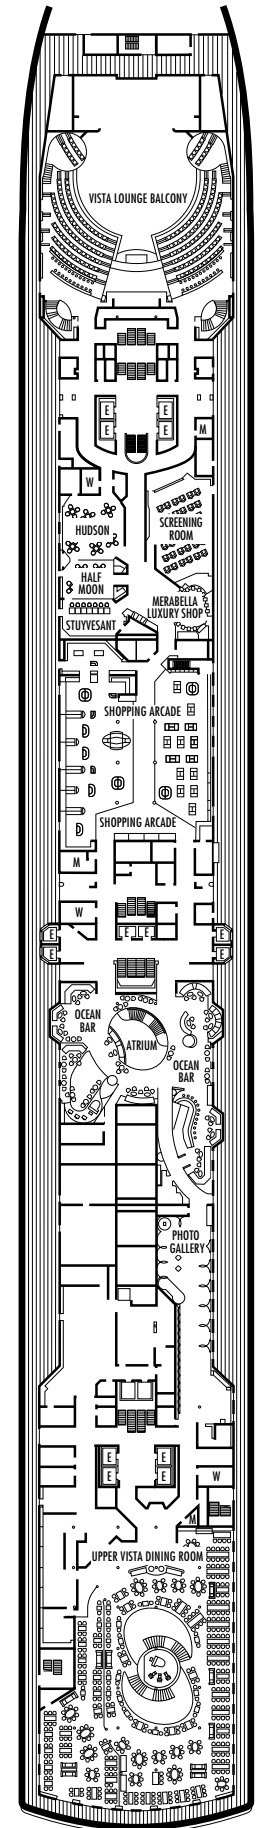 VISTA LOUNGE BALCONY
E
E
E
E
M
W
HUDSON
SCREENING
ROOM
HALF
MOON
MERABELLA
LUXURY SHOP
STUYVESANT
SHOPPING ARCADE
SHOPPING ARCADE
M
W
E
E
E
E
E
E
OCEAN
BAR
ATRIUM
OCEAN
BAR
PHOTO
GALLERY
E
E
E
E
W
M
UPPER VISTA DINING ROOM